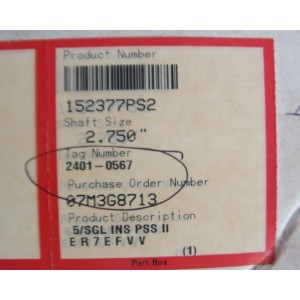 Product Number
152377PS2
Shaft Size
2.750"
Tag Number
2401-0567
Purchase Order Number
07M3G8713
Product Description
5/SGL INS PSS II
E R 7 E F V V
(1)
Part Box